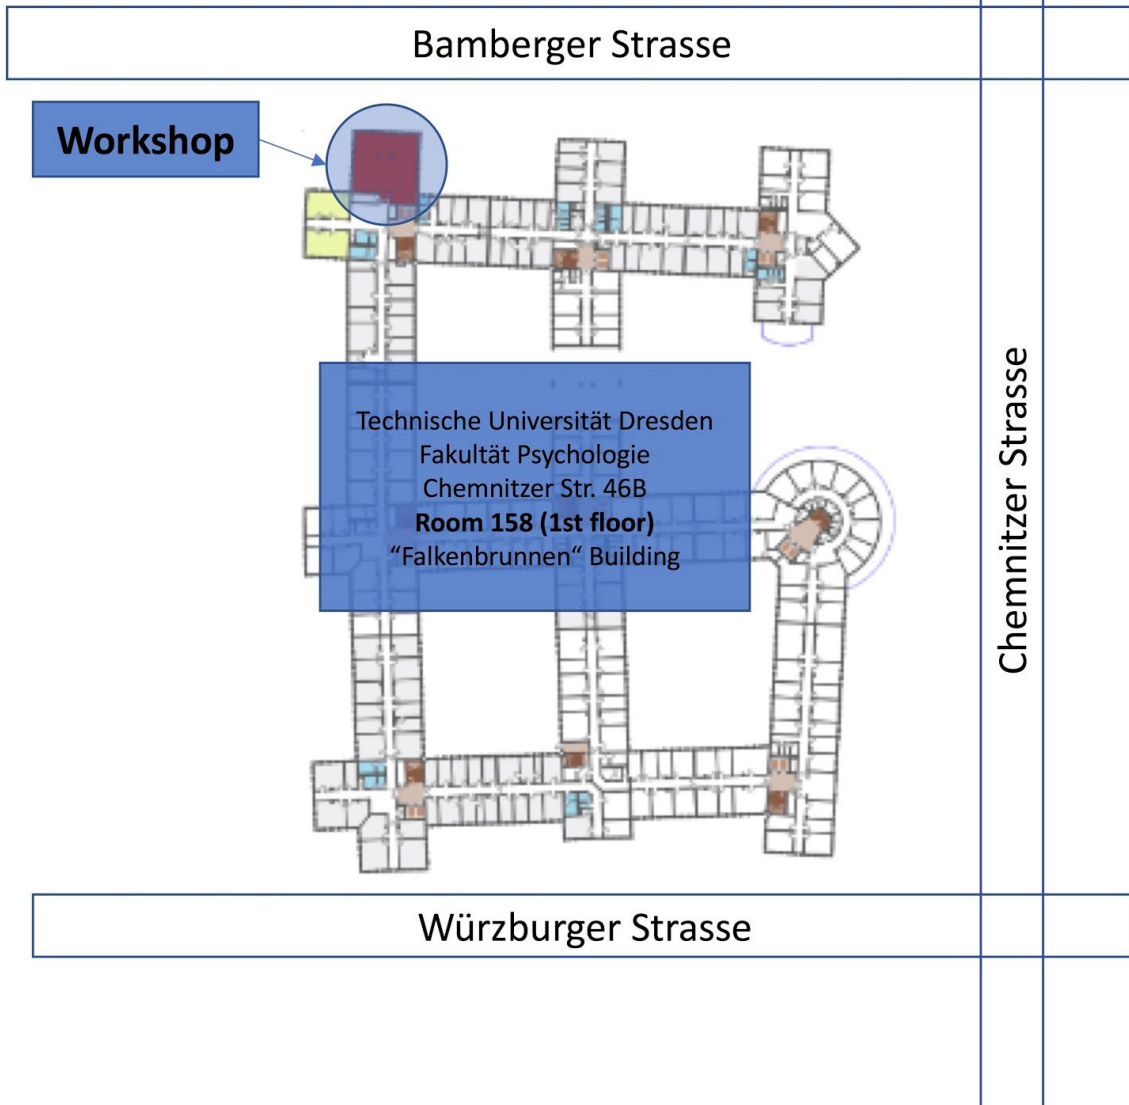 Bamberger Strasse
Workshop
Technische Universität Dresden
Fakultät Psychologie
Chemnitzer Str. 46B
Room 158 (1st floor)
“Falkenbrunnen“ Building
Chemnitzer Strasse
Würzburger Strasse